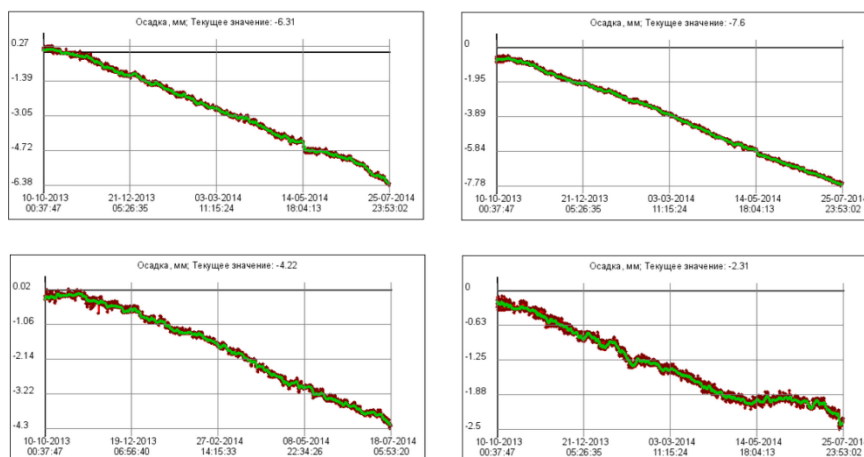 Осадка, мм; Текущее значение: -6.31
0.27
-1.39
-3.05
-4.72
-6.38
10-10-2013 21-12-2013 03-03-2014 14-05-2014 25-07-2014
00:37:47 05:26:35 11:15:24 18:04:13 23:53:02
Осадка, мм; Текущее значение: -7.6
0
-1.95
-3.89
-5.84
-7.78
10-10-2013 21-12-2013 03-03-2014 14-05-2014 25-07-2014
00:37:47 05:26:35 11:15:24 18:04:13 23:53:02
Осадка, мм; Текущее значение: -4.22
0.02
-1.06
-2.14
-3.22
-4.3
10-10-2013 19-12-2013 27-02-2014 08-05-2014 18-07-2014
00:37:47 06:56:40 14:15:33 22:34:26 05:53:20
Осадка, мм; Текущее значение: -2.31
0
-0.63
-1.25
-1.88
-2.5
10-10-2013 21-12-2013 03-03-2014 14-05-2014 25-07-2014
00:37:47 05:26:35 11:15:24 18:04:13 23:53:02